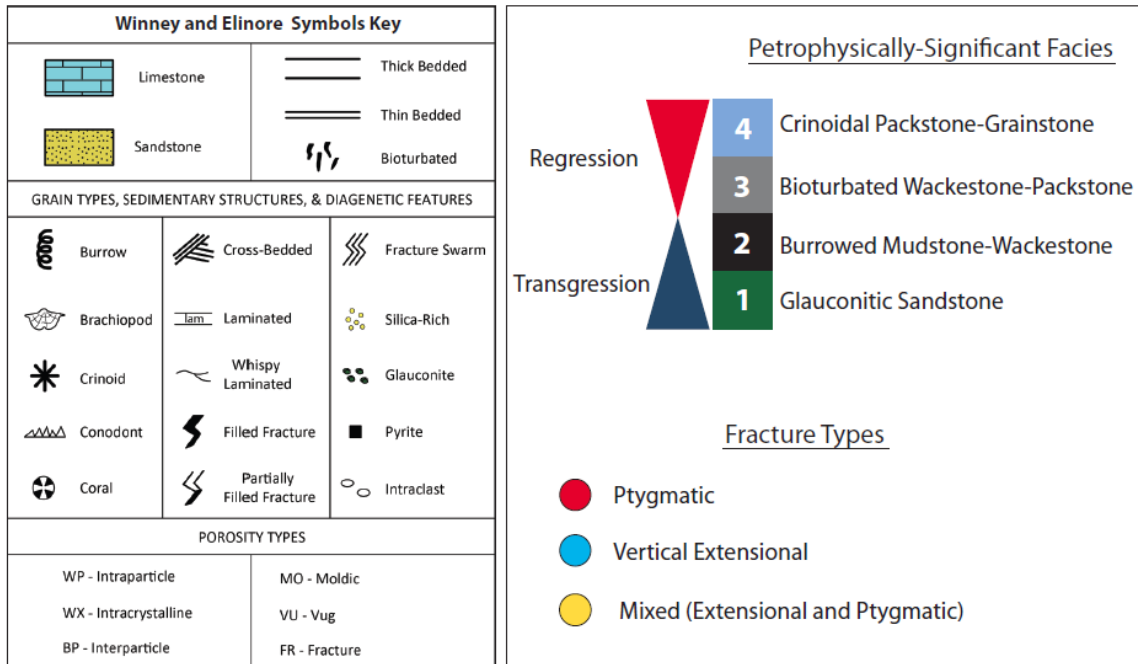 Winney and Elinore Symbols Key
Limestone
Sandstone
Thick Bedded
Thin Bedded
Bioturbated
GRAIN TYPES, SEDIMENTARY STRUCTURES, & DIAGENETIC FEATURES
Burrow
Brachiopod
Crinoid
Conodont
Coral
Cross-Bedded
lam
Laminated
Whispy
Laminated
Filled Fracture
Partially
Filled Fracture
Fracture Swarm
Silica-Rich
Glauconite
Pyrite
Intraclast
POROSITY TYPES
WP - Intraparticle
WX - Intracrystalline
BP - Interparticle
MO - Moldic
VU - Vug
FR - Fracture
Petrophysically-Significant Facies
Regression
Transgression
4 Crinoidal Packstone-Grainstone
3 Bioturbated Wackestone-Packstone
2 Burrowed Mudstone-Wackestone
1 Glauconitic Sandstone
Fracture Types
Ptygmatic
Vertical Extensional
Mixed (Extensional and Ptygmatic)